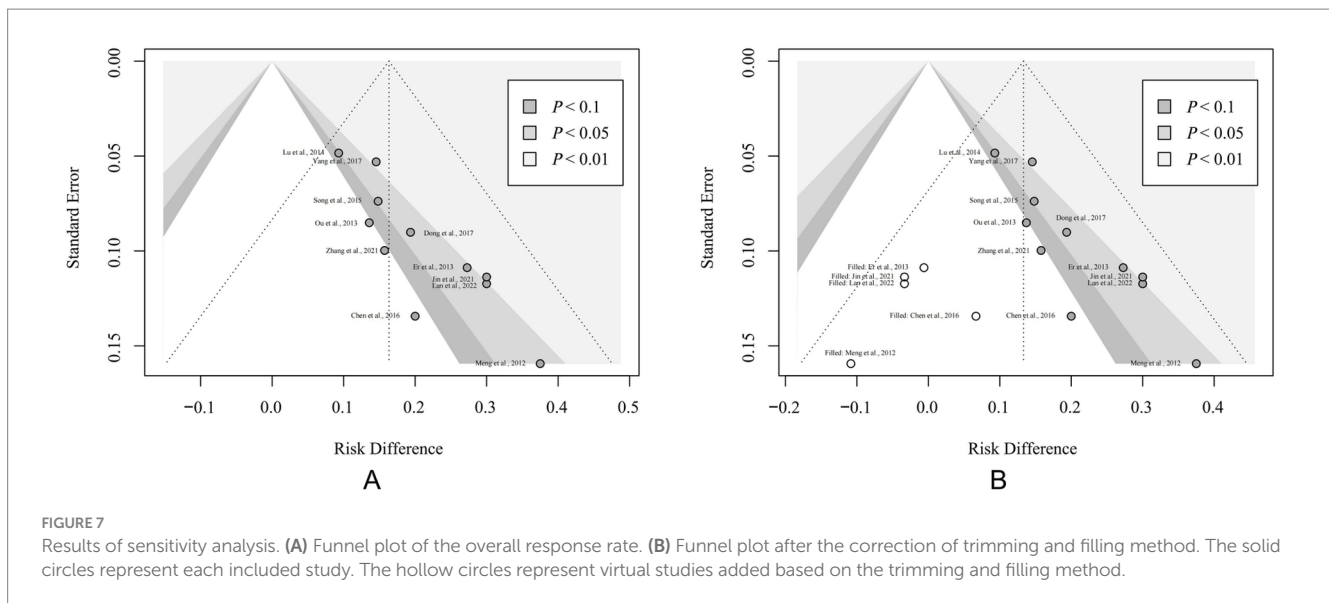 0.00
0.05
0.10
0.15
Standard Error
P < 0.1
P < 0.05
P < 0.01
Lu et al., 2014
Yang et al., 2017
Song et al., 2015
Ou et al., 2013
Dong et al., 2017
Zhang et al., 2021
Er et al., 2013
Jin et al., 2021
Lan et al., 2022
Chen et al., 2016
Meng et al., 2012
−0.1 0.0 0.1 0.2 0.3 0.4 0.5
Risk Difference
A
0.00
0.05
0.10
0.15
Standard Error
P < 0.1
P < 0.05
P < 0.01
Lu et al., 2014
Yang et al., 2017
Song et al., 2015
Dong et al., 2017
Ou et al., 2013
Zhang et al., 2021
Filled: Er et al., 2013
Er et al., 2013
Filled: Jin et al., 2021
Jin et al., 2021
Filled: Lan et al., 2022
Lan et al., 2022
Filled: Chen et al., 2016
Chen et al., 2016
Filled: Meng et al., 2012
Meng et al., 2012
−0.2 −0.1 0.0 0.1 0.2 0.3 0.4
Risk Difference
B
FIGURE 7
Results of sensitivity analysis. (A) Funnel plot of the overall response rate. (B) Funnel plot after the correction of trimming and filling method. The solid
circles represent each included study. The hollow circles represent virtual studies added based on the trimming and filling method.